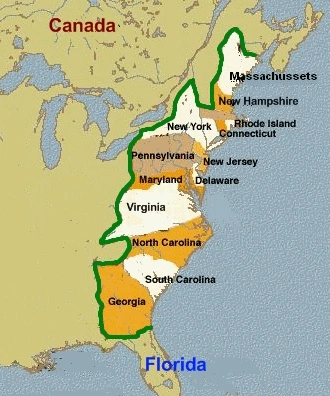 Canada
Massachussets
New Hampshire
New York
Rhode Island
Connecticut
Pennsylvania
New Jersey
Maryland
Delaware
Virginia
North Carolina
South Carolina
Georgia
Florida